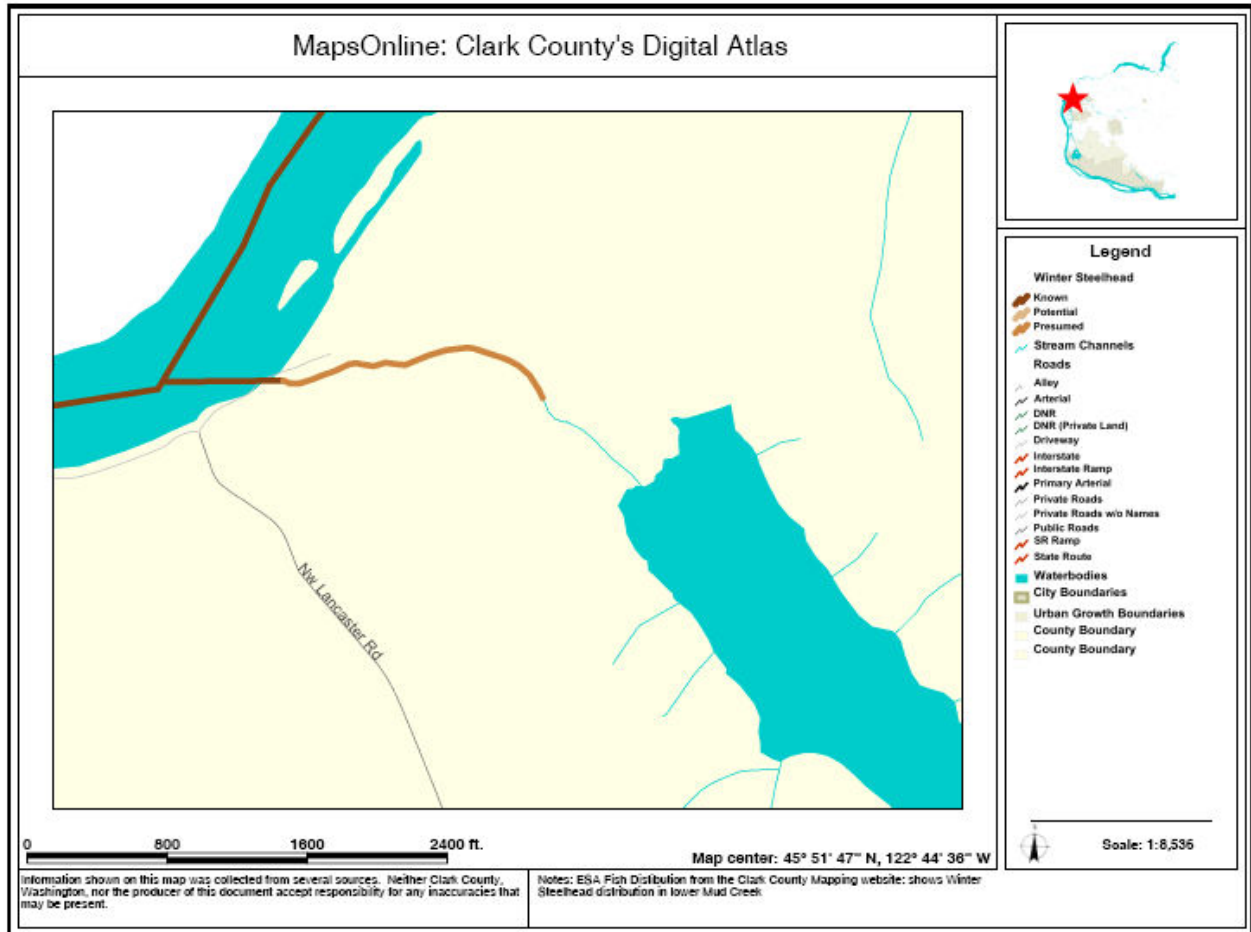 MapsOnline: Clark County's Digital Atlas
Nw Lancaster Rd
Legend
Winter Steelhead
Known
Potential
Presumed
Stream Channels
Roads
Alley
Arterial
DNR
DNR (Private Land)
Driveway
Interstate
Interstate Ramp
Primary Arterial
Private Roads
Private Roads w/o Names
Public Roads
SR Ramp
State Route
Waterbodies
City Boundaries
Urban Growth Boundaries
County Boundary
County Boundary
Scale: 1:8,536
0 800 1600 2400 ft.
Map center: 45° 51' 47" N, 122° 44' 36" W
Information shown on this map was collected from several sources. Neither Clark County,
Washington, nor the producer of this document accept responsibility for any inaccuracies that
may be present.
Notes: ESA Fish Distibution from the Clark County Mapping website: shows Winter
Steelhead distribution in lower Mud Creek